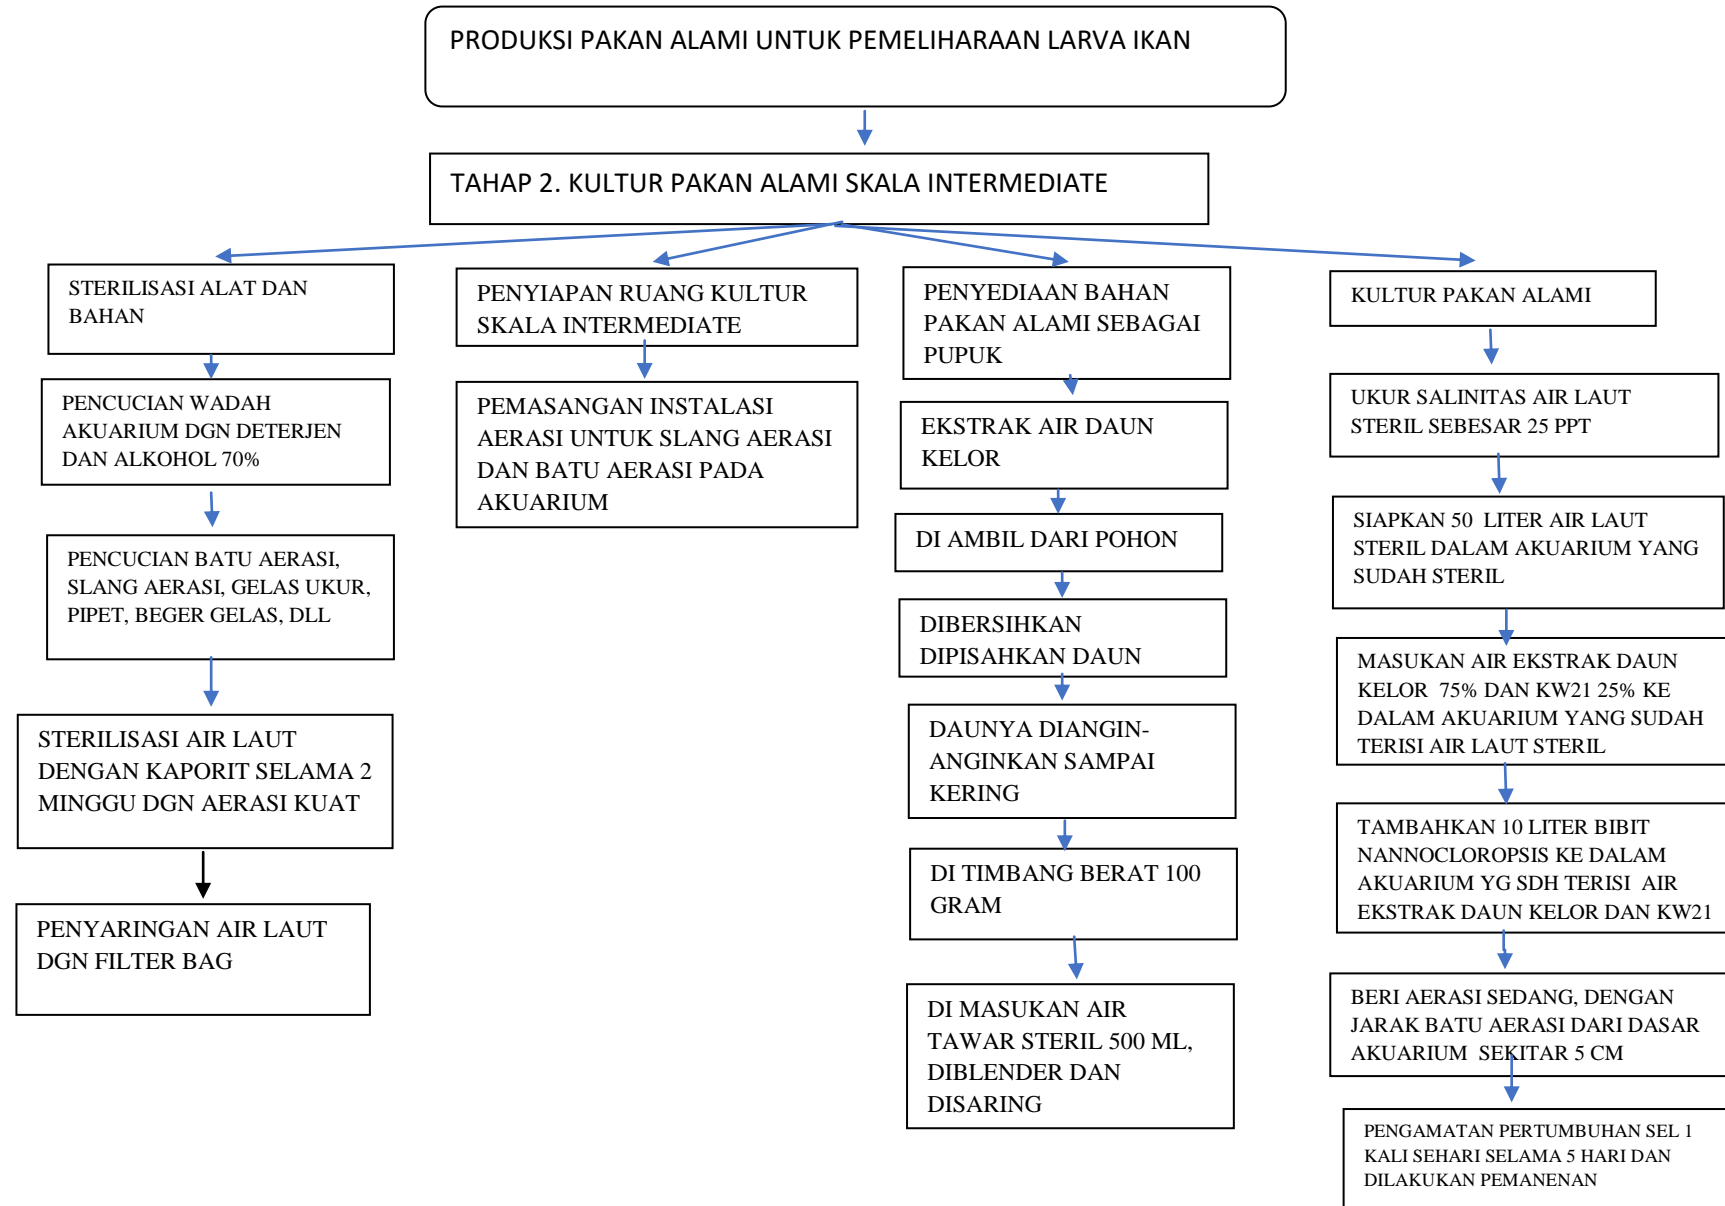 PRODUKSI PAKAN ALAMI UNTUK PEMELIHARAAN LARVA IKAN
TAHAP 2. KULTUR PAKAN ALAMI SKALA INTERMEDIATE
STERILISASI ALAT DAN
BAHAN
PENCUCIAN WADAH
AKUARIUM DGN DETERJEN
DAN ALKOHOL 70%
PENCUCIAN BATU AERASI,
SLANG AERASI, GELAS UKUR,
PIPET, BEGER GELAS, DLL
STERILISASI AIR LAUT
DENGAN KAPORIT SELAMA 2
MINGGU DGN AERASI KUAT
PENYARINGAN AIR LAUT
DGN FILTER BAG
PENYIAPAN RUANG KULTUR
SKALA INTERMEDIATE
PEMASANGAN INSTALASI
AERASI UNTUK SLANG AERASI
DAN BATU AERASI PADA
AKUARIUM
PENYEDIAAN BAHAN
PAKAN ALAMI SEBAGAI
PUPUK
EKSTRAK AIR DAUN
KELOR
DI AMBIL DARI POHON
DIBERSIHKAN
DIPISAHKAN DAUN
DAUNYA DIANGIN-
ANGINKAN SAMPAI
KERING
DI TIMBANG BERAT 100
GRAM
DI MASUKAN AIR
TAWAR STERIL 500 ML,
DIBLENDER DAN
DISARING
KULTUR PAKAN ALAMI
UKUR SALINITAS AIR LAUT
STERIL SEBESAR 25 PPT
SIAPKAN 50 LITER AIR LAUT
STERIL DALAM AKUARIUM YANG
SUDAH STERIL
MASUKAN AIR EKSTRAK DAUN
KELOR 75% DAN KW21 25% KE
DALAM AKUARIUM YANG SUDAH
TERISI AIR LAUT STERIL
TAMBAHKAN 10 LITER BIBIT
NANNOCLOROPSIS KE DALAM
AKUARIUM YG SDH TERISI AIR
EKSTRAK DAUN KELOR DAN KW21
BERI AERASI SEDANG, DENGAN
JARAK BATU AERASI DARI DASAR
AKUARIUM SEKITAR 5 CM
PENGAMATAN PERTUMBUHAN SEL 1
KALI SEHARI SELAMA 5 HARI DAN
DILAKUKAN PEMANENAN